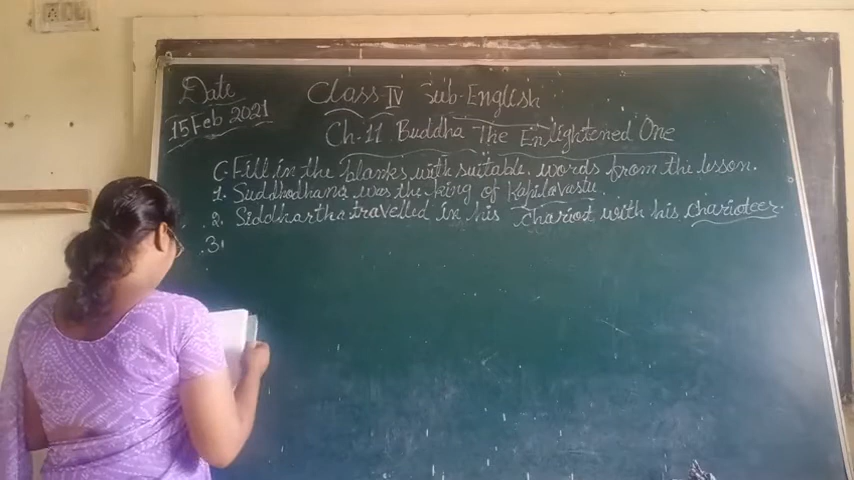 Date
15 Feb 2021
Class-IV Sub-English
Ch-11 Buddha The Enlightened One
C. Fill in the blanks with suitable words from the lesson.
1. Suddhodhana was the king of Kapilavastu.
2. Siddhartha travelled in his chariot with his charioteer.
3.